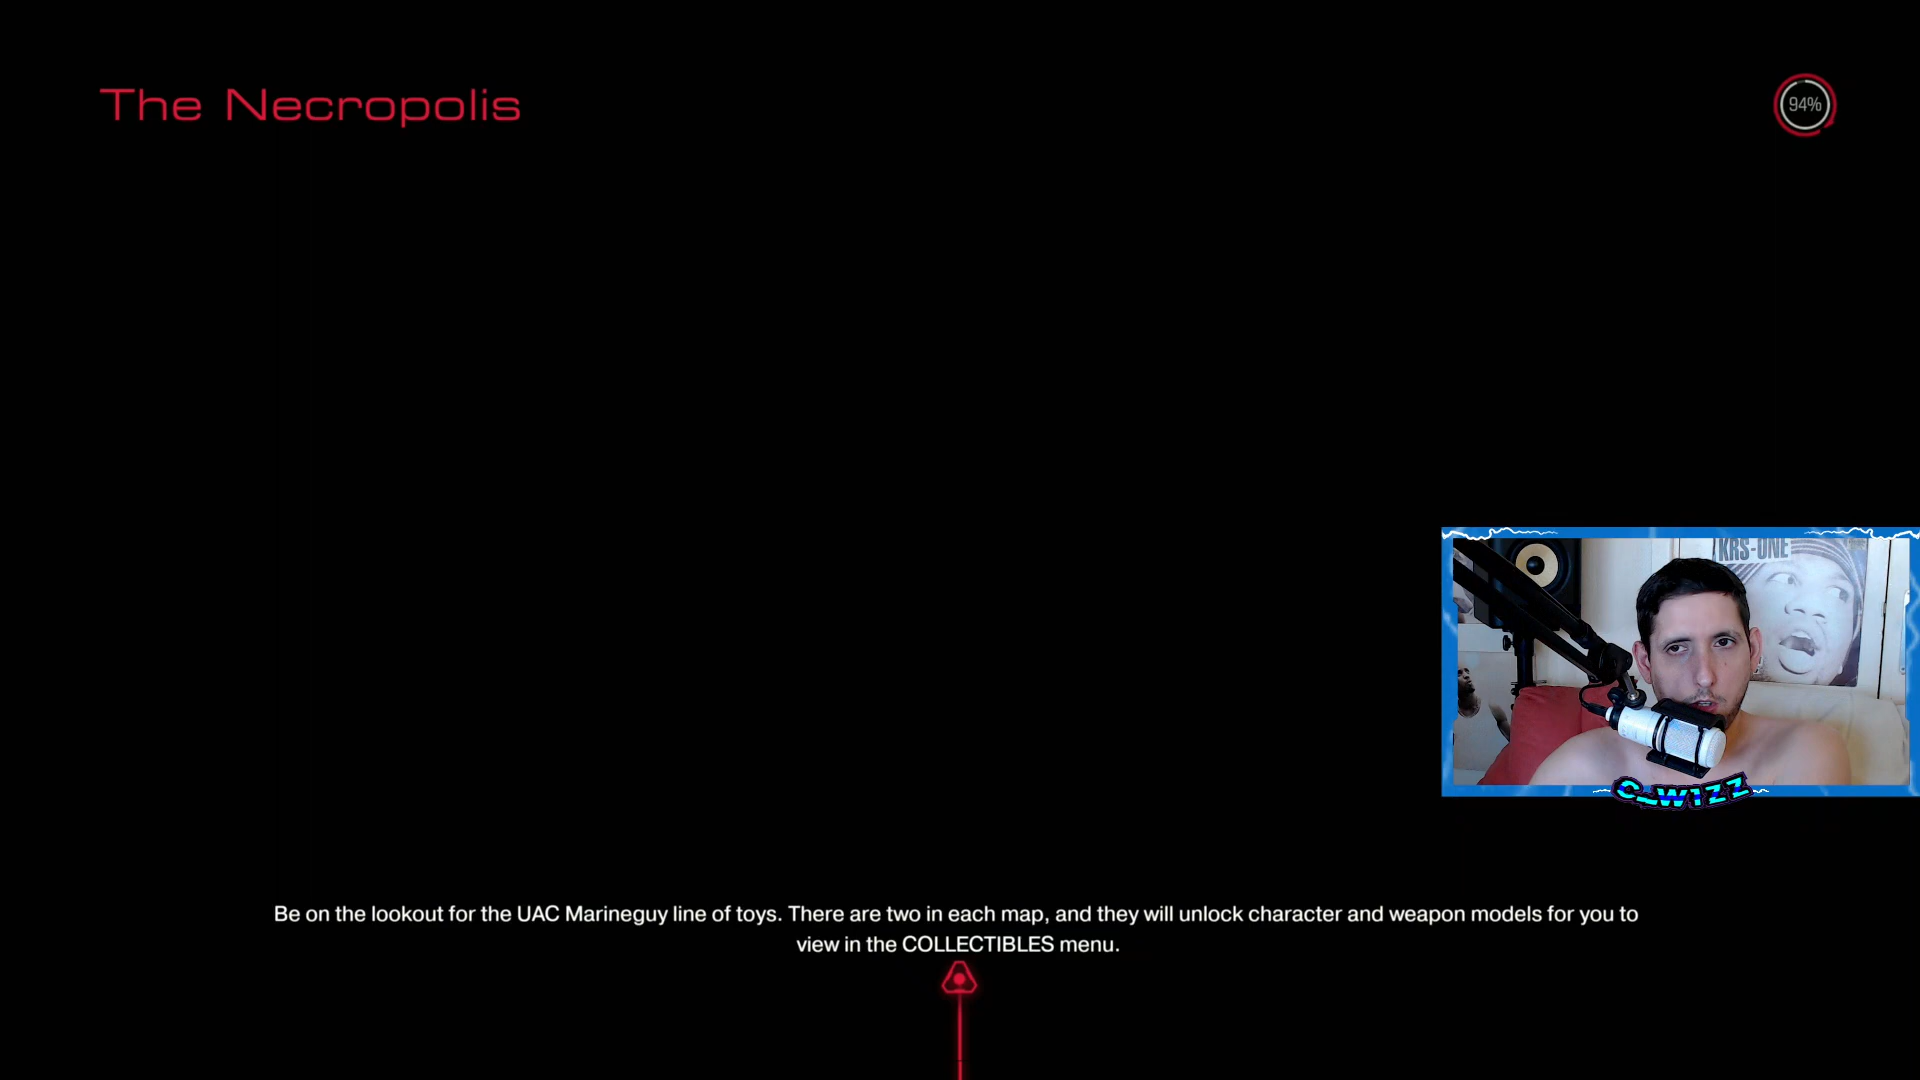 The Necropolis
94%
KRS-ONE
C_W1ZZ
Be on the lookout for the UAC Marineguy line of toys. There are two in each map, and they will unlock character and weapon models for you to
view in the COLLECTIBLES menu.